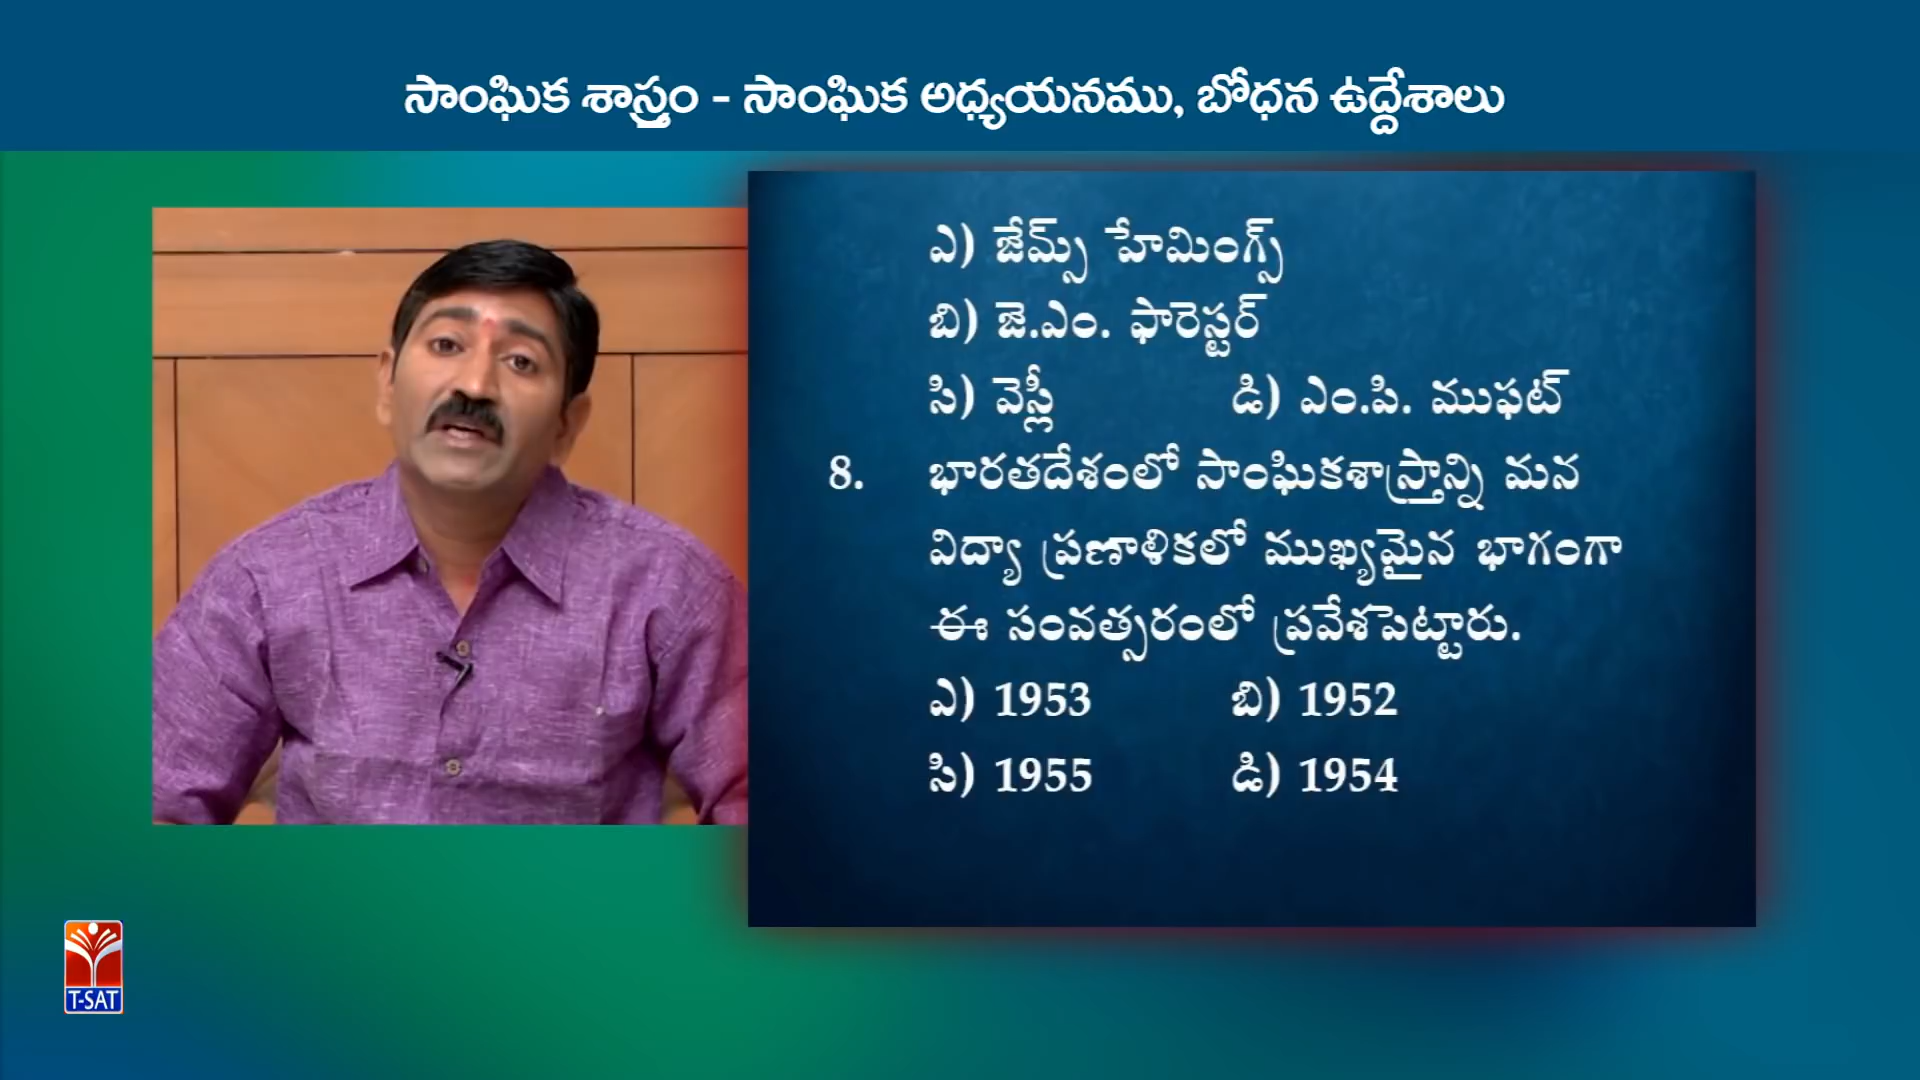 సాంఘిక శాస్త్రం - సాంఘిక అధ్యయనము, బోధన ఉద్దేశాలు
ఎ) జేమ్స్ హేమింగ్స్
బి) జె.ఎం. ఫారెస్టర్
సి) వెస్లీ డి) ఎం.పి. ముఫట్
8. భారతదేశంలో సాంఘికశాస్త్రాన్ని మన
విద్యా ప్రణాళికలో ముఖ్యమైన భాగంగా
ఈ సంవత్సరంలో ప్రవేశపెట్టారు.
ఎ) 1953 బి) 1952
సి) 1955 డి) 1954
T-SAT